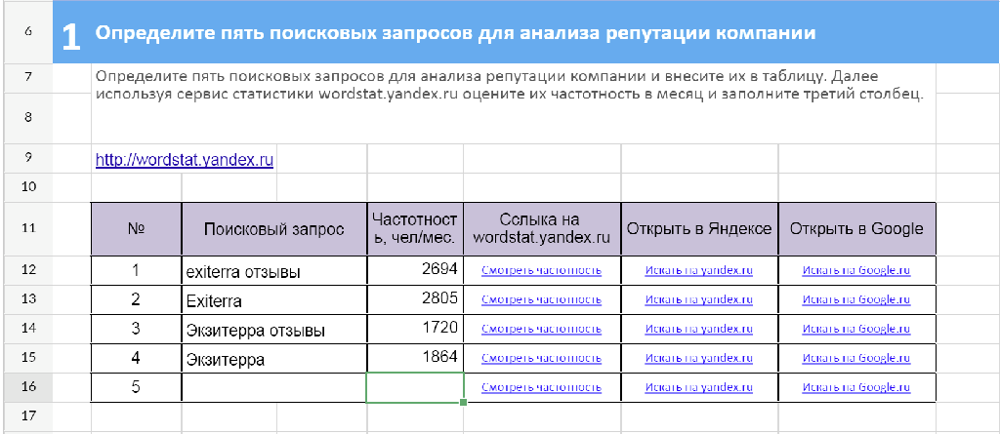 6
1 Определите пять поисковых запросов для анализа репутации компании
7
Определите пять поисковых запросов для анализа репутации компании и внесите их в таблицу. Далее
используя сервис статистики wordstat.yandex.ru оцените их частотность в месяц и заполните третий столбец.
8
9 http://wordstat.yandex.ru
10
11
№ Поисковый запрос Частотност
ь, чел/мес. Сслыка на
wordstat.yandex.ru Открыть в Яндексе Открыть в Google
12 1 exiterra отзывы 2694 Смотреть частотность Искать на yandex.ru Искать на Google.ru
13 2 Exiterra 2805 Смотреть частотность Искать на yandex.ru Искать на Google.ru
14 3 Экзитерра отзывы 1720 Смотреть частотность Искать на yandex.ru Искать на Google.ru
15 4 Экзитерра 1864 Смотреть частотность Искать на yandex.ru Искать на Google.ru
16 5 Смотреть частотность Искать на yandex.ru Искать на Google.ru
17